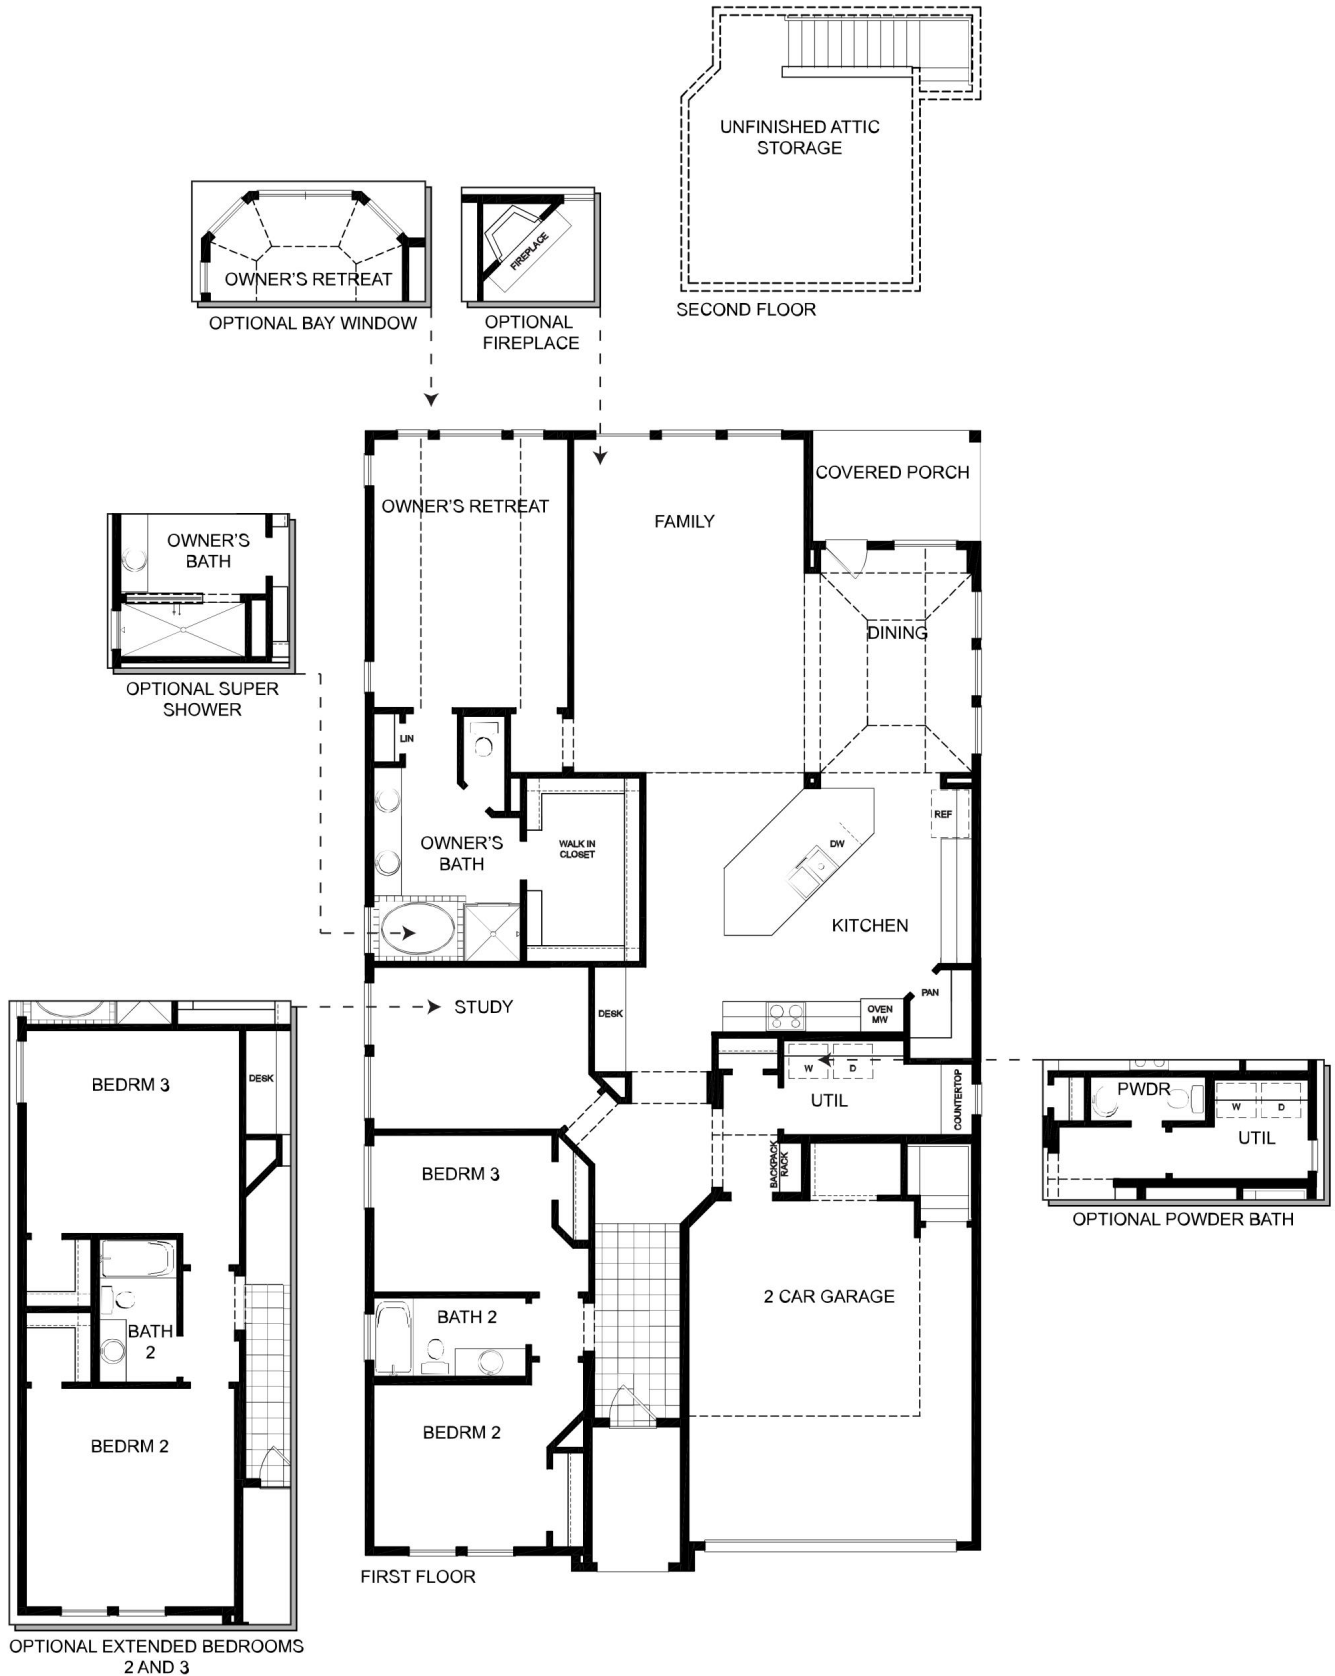 UNFINISHED ATTIC
STORAGE
SECOND FLOOR
OWNER'S RETREAT
OPTIONAL BAY WINDOW
FIREPLACE
OPTIONAL
FIREPLACE
OWNER'S
BATH
OPTIONAL SUPER
SHOWER
OWNER'S RETREAT
FAMILY
COVERED PORCH
DINING
LIN
OWNER'S
BATH
WALK IN
CLOSET
DW
REF
KITCHEN
STUDY
DESK
OVEN
MW
PAN
W
D
UTIL
COUNTERTOP
BACKPACK
RACK
BEDRM 3
2 CAR GARAGE
BATH 2
BEDRM 2
FIRST FLOOR
BEDRM 3
DESK
BATH
2
BEDRM 2
OPTIONAL EXTENDED BEDROOMS
2 AND 3
PWDR
W
D
UTIL
OPTIONAL POWDER BATH